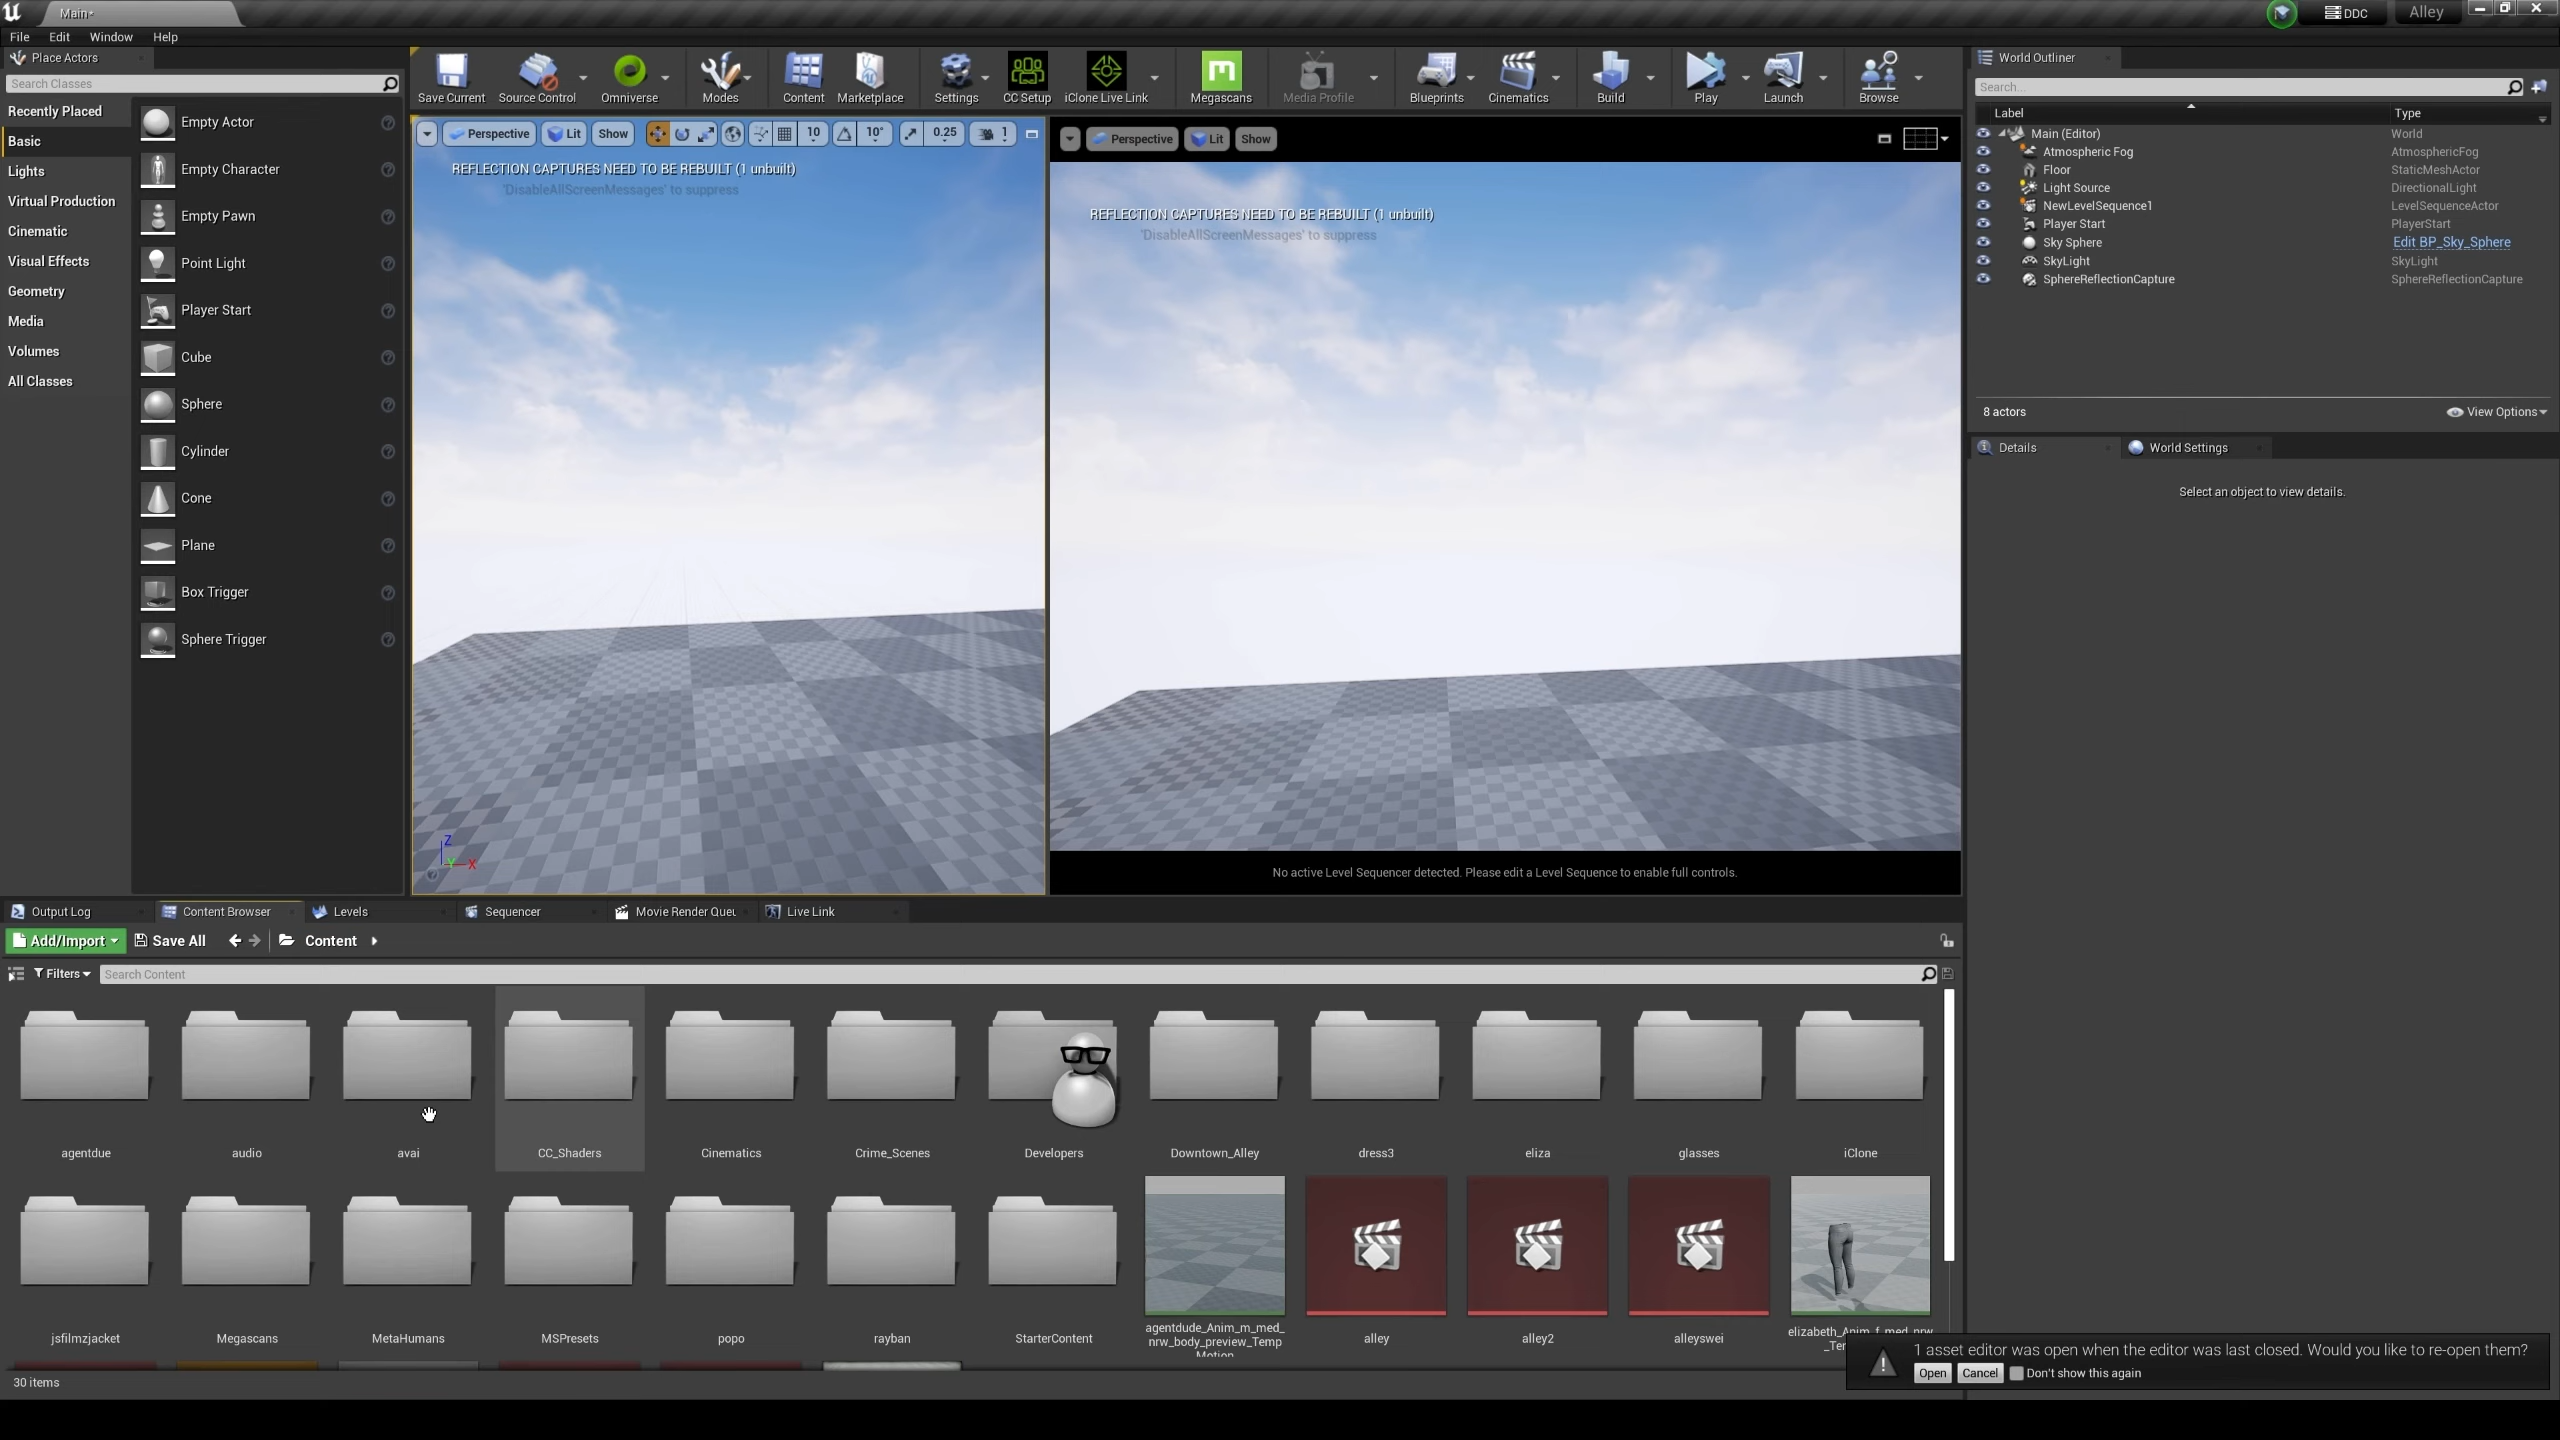 Main*
DDC
Alley
File Edit Window Help
Place Actors
Search Classes
Recently Placed
Basic
Lights
Virtual Production
Cinematic
Visual Effects
Geometry
Media
Volumes
All Classes
Empty Actor
Empty Character
Empty Pawn
Point Light
Player Start
Cube
Sphere
Cylinder
Cone
Plane
Box Trigger
Sphere Trigger
Save Current Source Control Omniverse Modes Content Marketplace Settings CC Setup iClone Live Link Megascans Media Profile Blueprints Cinematics Build Play Launch Browse
Perspective Lit Show 10 10° 0.25 1
REFLECTION CAPTURES NEED TO BE REBUILT (1 unbuilt)
'DisableAllScreenMessages' to suppress
Z
Y X
Perspective Lit Show
REFLECTION CAPTURES NEED TO BE REBUILT (1 unbuilt)
'DisableAllScreenMessages' to suppress
No active Level Sequencer detected. Please edit a Level Sequence to enable full controls.
World Outliner
Search...
Label Type
Main (Editor) World
Atmospheric Fog AtmosphericFog
Floor StaticMeshActor
Light Source DirectionalLight
NewLevelSequence1 LevelSequenceActor
Player Start PlayerStart
Sky Sphere Edit BP_Sky_Sphere
SkyLight SkyLight
SphereReflectionCapture SphereReflectionCapture
8 actors View Options
Details World Settings
Select an object to view details.
Output Log Content Browser Levels Sequencer Movie Render Queu Live Link
Add/Import Save All Content
Filters Search Content
agentdue audio avai CC_Shaders Cinematics Crime_Scenes Developers Downtown_Alley dress3 eliza glasses iClone
jsfilmzjacket Megascans MetaHumans MSPresets popo rayban StarterContent
agentdude_Anim_m_med_
nrw_body_preview_Temp
Motion
alley alley2 alleyswei
elizabeth_Anim_f_med_nrw
30 items
1 asset editor was open when the editor was last closed. Would you like to re-open them?
Open Cancel Don't show this again